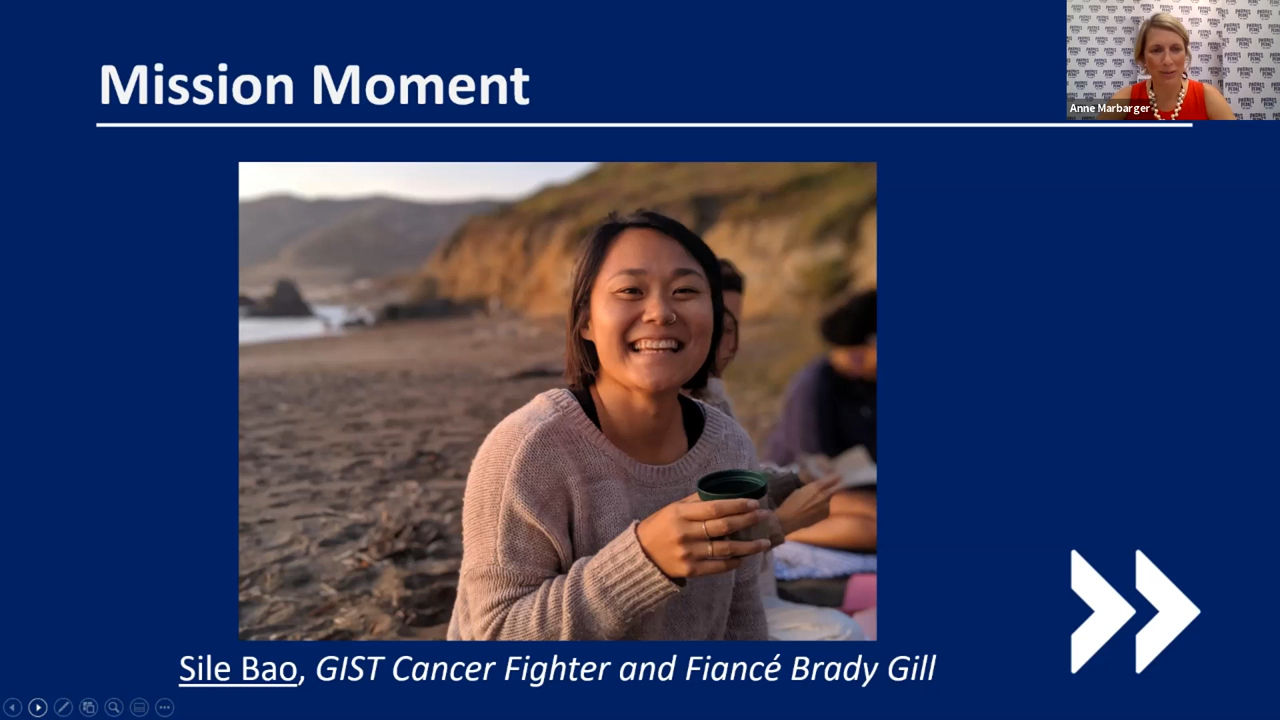 Mission Moment
Anne Marbarger
Sile Bao, GIST Cancer Fighter and Fiancé Brady Gill